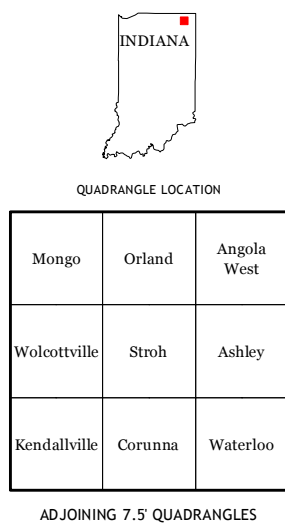 INDIANA
QUADRANGLE LOCATION
Mongo
Orland
Angola
West
Wolcottville
Stroh
Ashley
Kendallville
Corunna
Waterloo
ADJOINING 7.5' QUADRANGLES